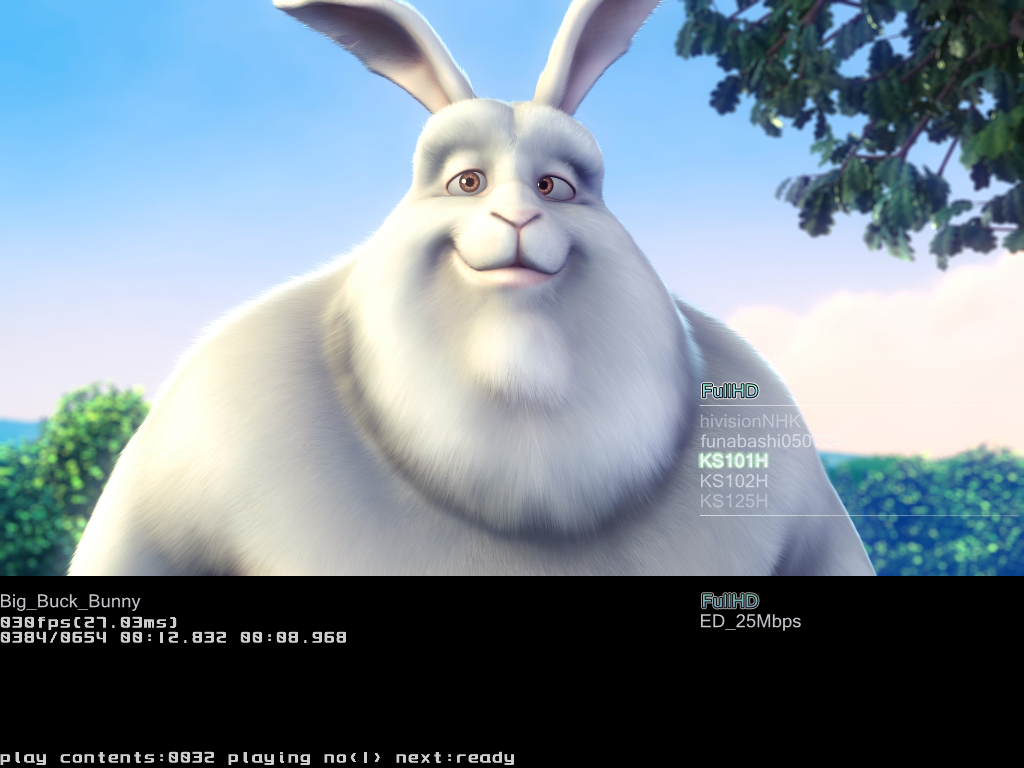 FullHD
hivisionNHK
funabashi050
KS101H
KS102H
KS125H
Big_Buck_Bunny
030fps[27.03ms]
0384/0654 00:12.832 00:08.968
FullHD
ED_25Mbps
play contents:0032 playing no(1) next:ready